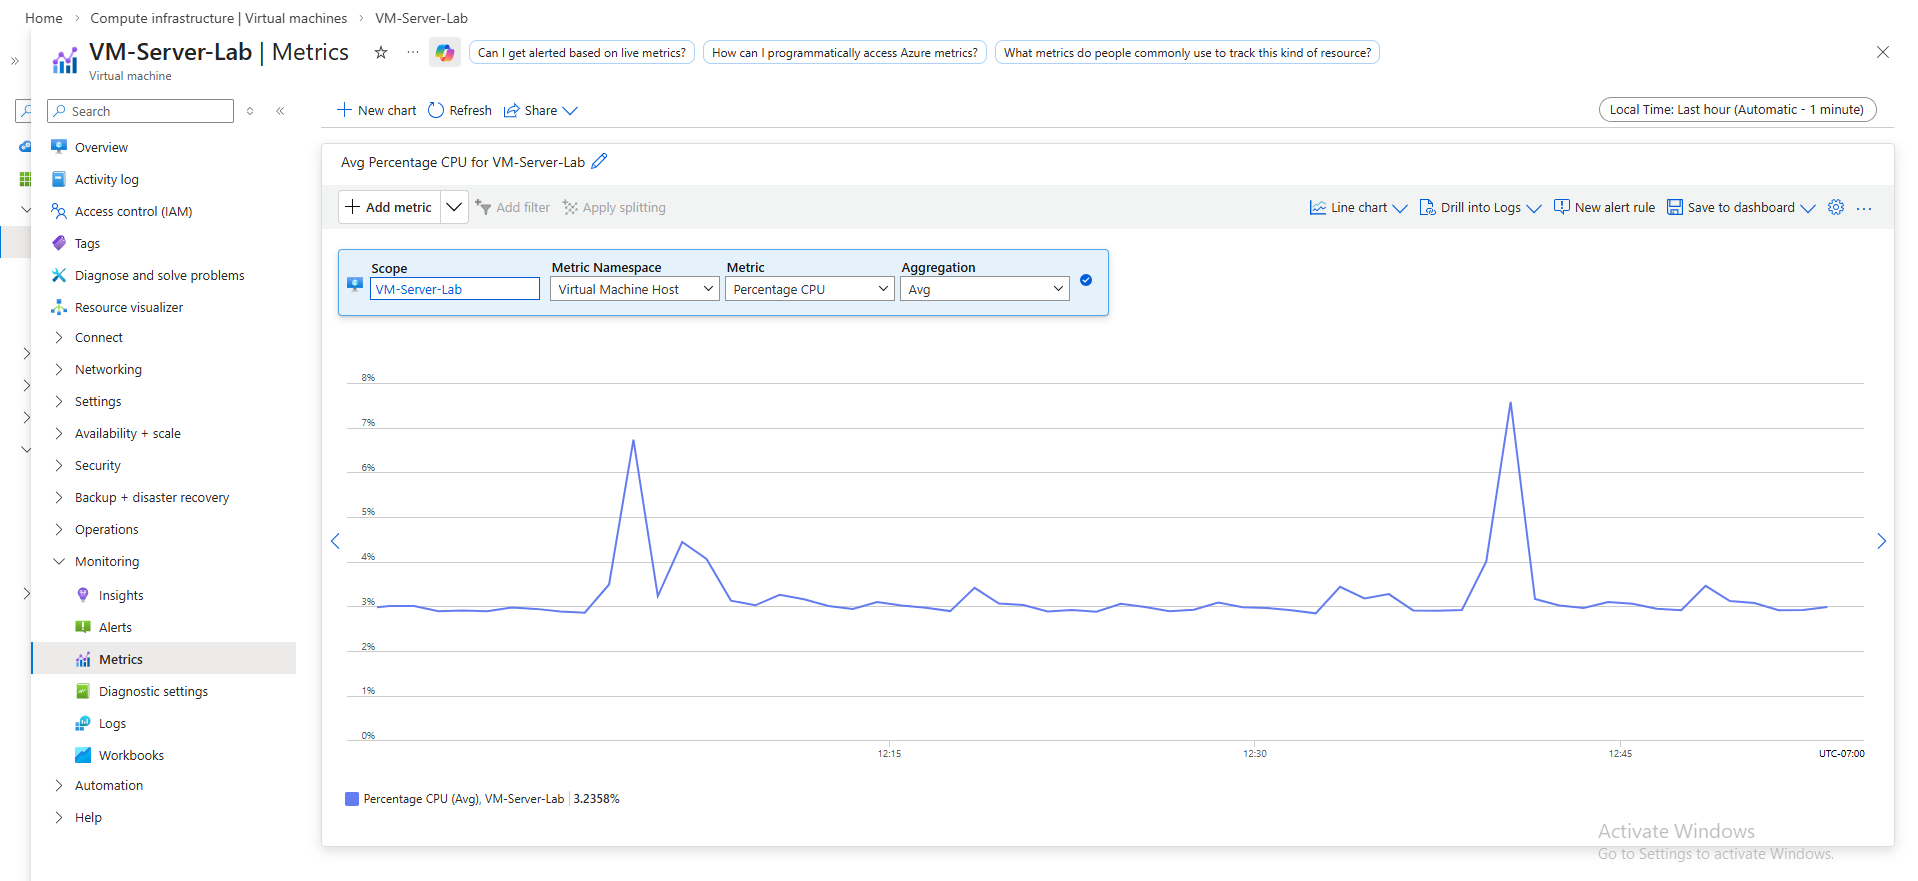 Home > Compute infrastructure | Virtual machines > VM-Server-Lab
VM-Server-Lab | Metrics
Can I get alerted based on live metrics?
How can I programmatically access Azure metrics?
What metrics do people commonly use to track this kind of resource?
Virtual machine
Search
Overview
Activity log
Access control (IAM)
Tags
Diagnose and solve problems
Resource visualizer
Connect
Networking
Settings
Availability + scale
Security
Backup + disaster recovery
Operations
Monitoring
Insights
Alerts
Metrics
Diagnostic settings
Logs
Workbooks
Automation
Help
New chart Refresh Share
Local Time: Last hour (Automatic - 1 minute)
Avg Percentage CPU for VM-Server-Lab
Add metric Add filter Apply splitting
Line chart Drill into Logs New alert rule Save to dashboard
Scope Metric Namespace Metric Aggregation
VM-Server-Lab Virtual Machine Host Percentage CPU Avg
8%
7%
6%
5%
4%
3%
2%
1%
0%
12:15 12:30 12:45 UTC-07:00
Percentage CPU (Avg), VM-Server-Lab | 3.2358%
Activate Windows
Go to Settings to activate Windows.